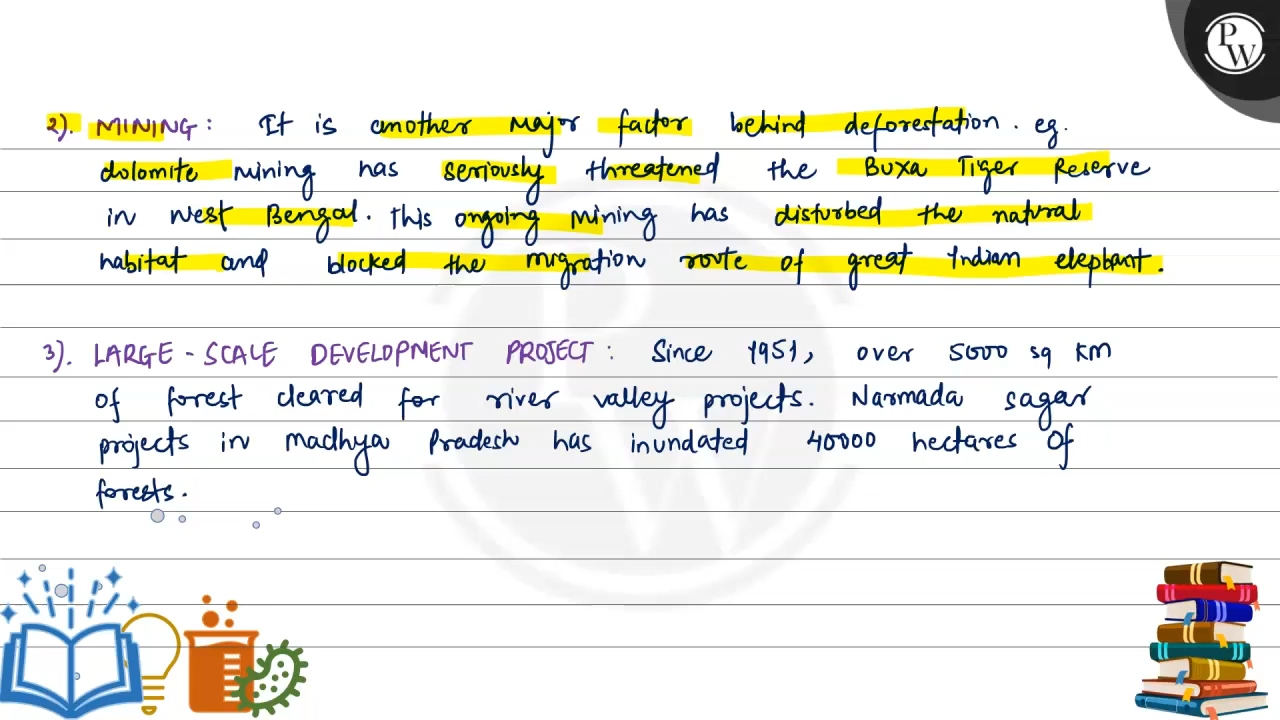 PW
2). MINING: It is another major factor behind deforestation. eg.
dolomite mining has seriously threatened the Buxa Tiger Reserve
in West Bengal. This ongoing mining has disturbed the natural
habitat and blocked the migration route of great Indian elephant.
3). LARGE-SCALE DEVELOPMENT PROJECT: Since 1951, over 5000 sq KM
of forest cleared for river valley projects. Narmada sagar
projects in Madhya Pradesh has inundated 40000 hectares of
forests.